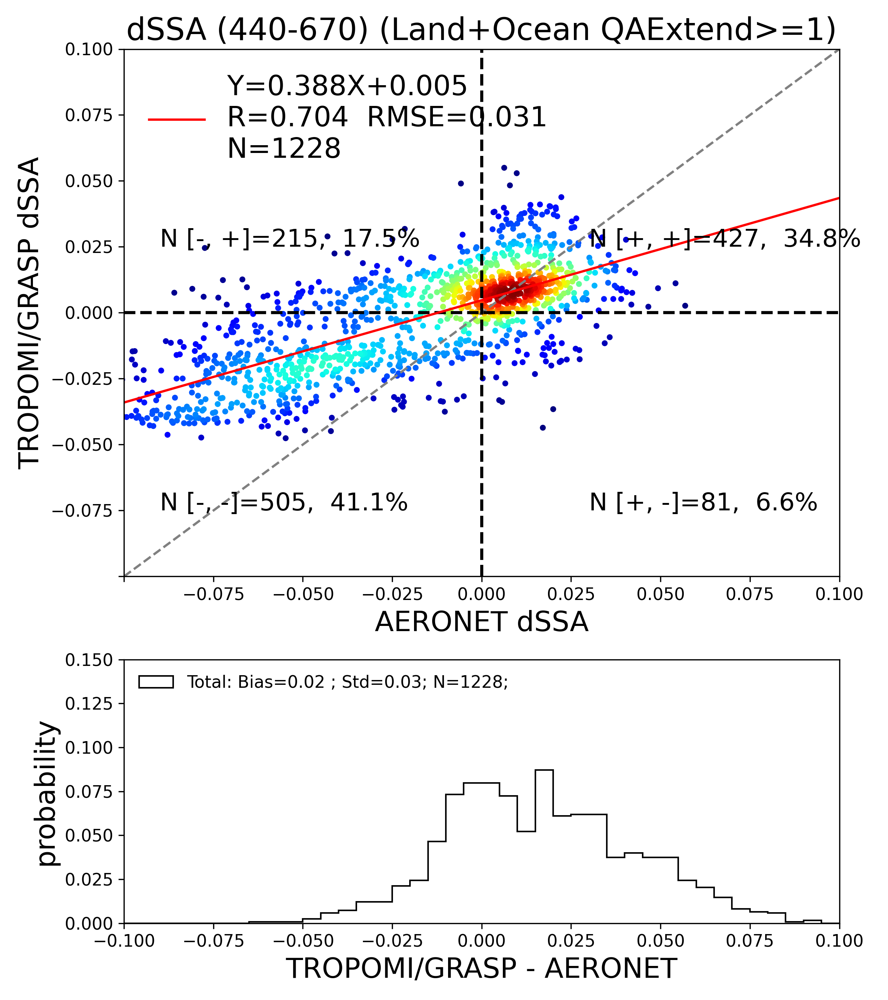 dSSA (440-670) (Land+Ocean QAExtend>=1)
0.100
0.075
0.050
0.025
0.000
−0.025
−0.050
−0.075
TROPOMI/GRASP dSSA
Y=0.388X+0.005
R=0.704 RMSE=0.031
N=1228
N [-, +]=215, 17.5%
N [+, +]=427, 34.8%
N [-, -]=505, 41.1%
N [+, -]=81, 6.6%
−0.075 −0.050 −0.025 0.000 0.025 0.050 0.075 0.100
AERONET dSSA
0.150
0.125
0.100
0.075
0.050
0.025
0.000
probability
Total: Bias=0.02 ; Std=0.03; N=1228;
−0.100 −0.075 −0.050 −0.025 0.000 0.025 0.050 0.075 0.100
TROPOMI/GRASP - AERONET